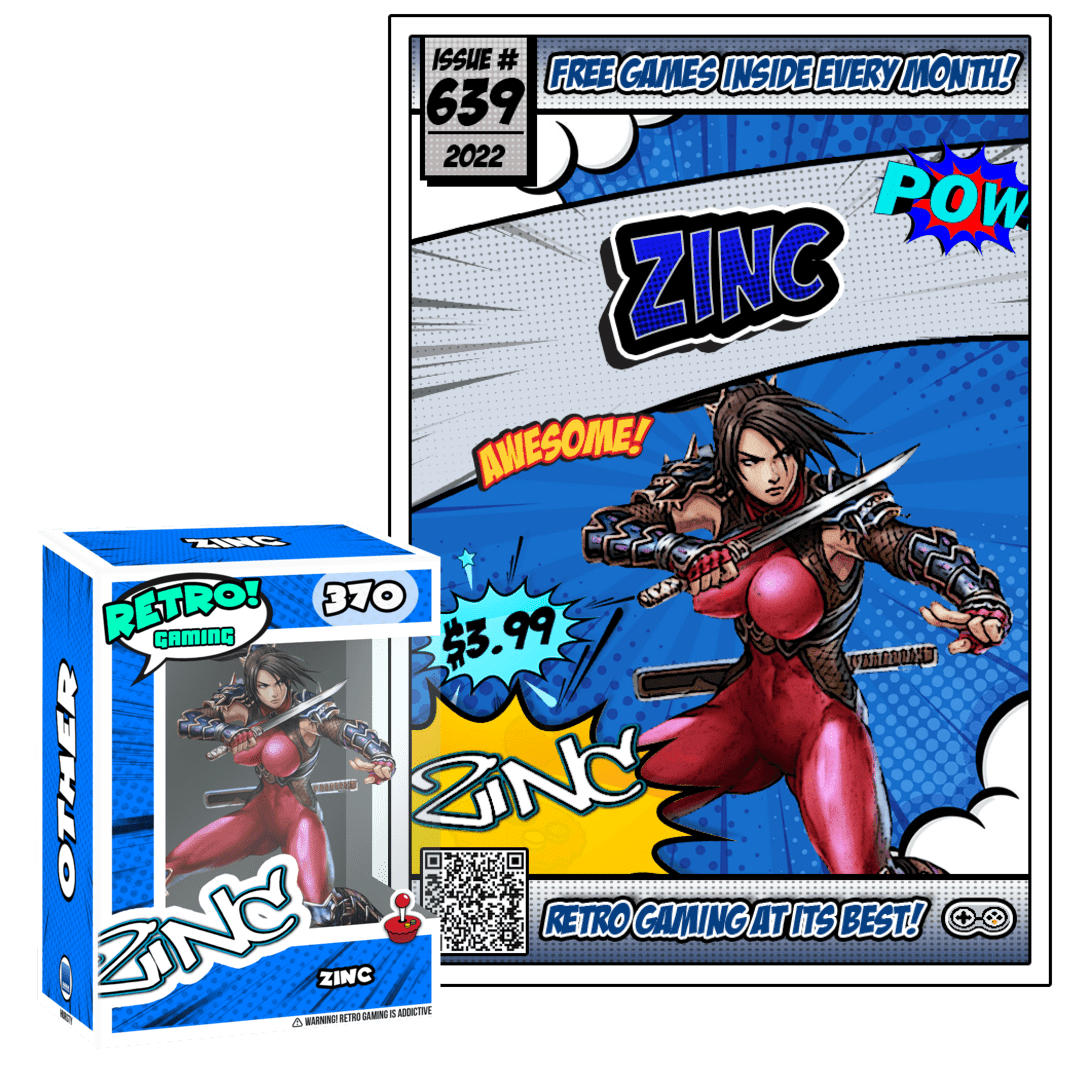 ISSUE #
639
2022
FREE GAMES INSIDE EVERY MONTH!
POW
ZINC
AWESOME!
$3.99
ZINC
RETRO GAMING AT ITS BEST!
ZINC
RETRO!
GAMING
370
OTHER
ZINC
ZINC
WARNING! RETRO GAMING IS ADDICTIVE